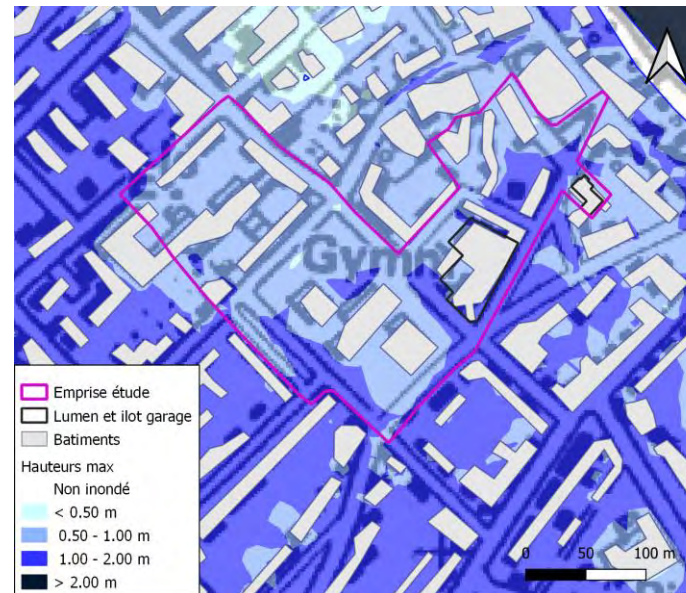 Gymn
Emprise étude
Lumen et ilot garage
Batiments
Hauteurs max
Non inondé
< 0.50 m
0.50 - 1.00 m
1.00 - 2.00 m
> 2.00 m
0 50 100 m